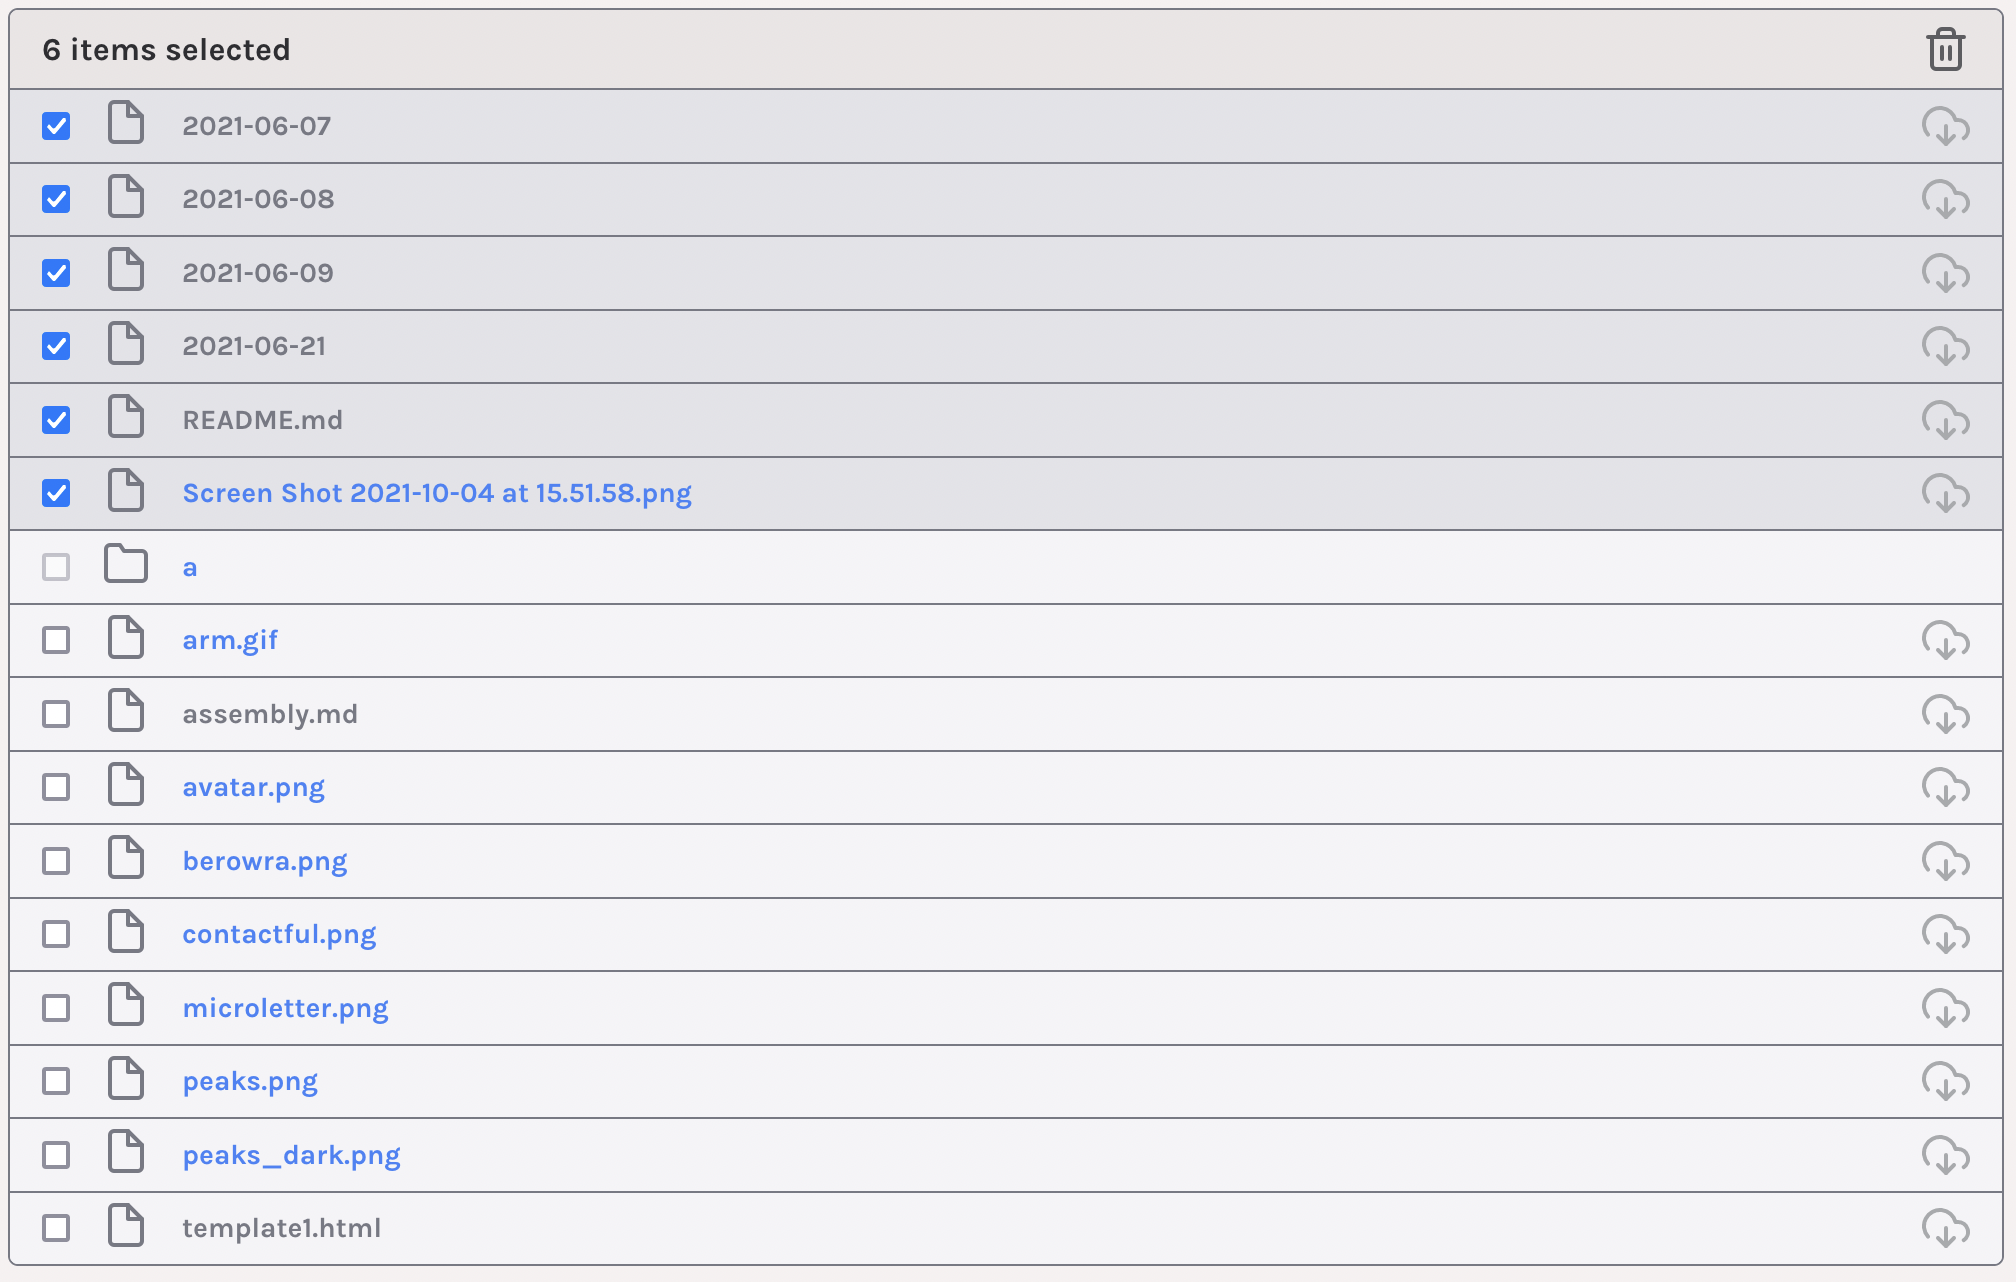 6 items selected
2021-06-07
2021-06-08
2021-06-09
2021-06-21
README.md
Screen Shot 2021-10-04 at 15.51.58.png
a
arm.gif
assembly.md
avatar.png
berowra.png
contactful.png
microletter.png
peaks.png
peaks_dark.png
template1.html